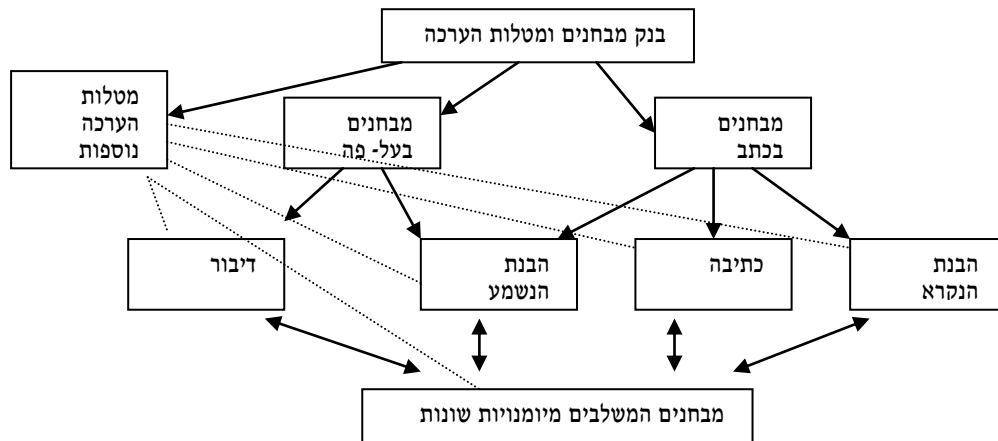 בנק מבחנים ומטלות הערכה
מבחנים
בכתב
מבחנים
בעל- פה
מטלות
הערכה
נוספות
הבנת
הנקרא
כתיבה
הבנת
הנשמע
דיבור
מבחנים המשלבים מיומנויות שונות